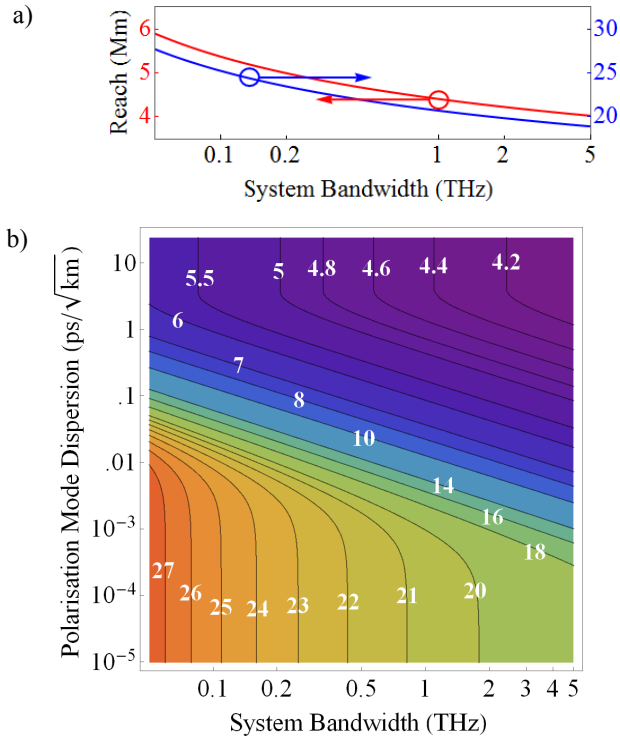 a)
Reach (Mm)
6
5
4
30
25
20
0.1 0.2 1 2 5
System Bandwidth (THz)
b)
Polarisation Mode Dispersion (ps/√km)
10
1
.1
.01
10⁻³
10⁻⁴
10⁻⁵
5.5 5 4.8 4.6 4.4 4.2
6
7
8
10
14
16
18
27 26 25 24 23 22 21 20
0.1 0.2 0.5 1 2 3 4 5
System Bandwidth (THz)